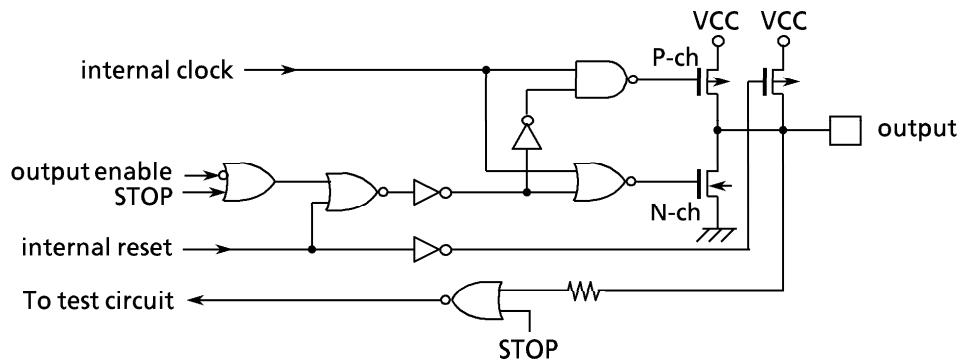 VCC VCC
P-ch
internal clock
output
output enable
STOP
N-ch
internal reset
To test circuit
STOP